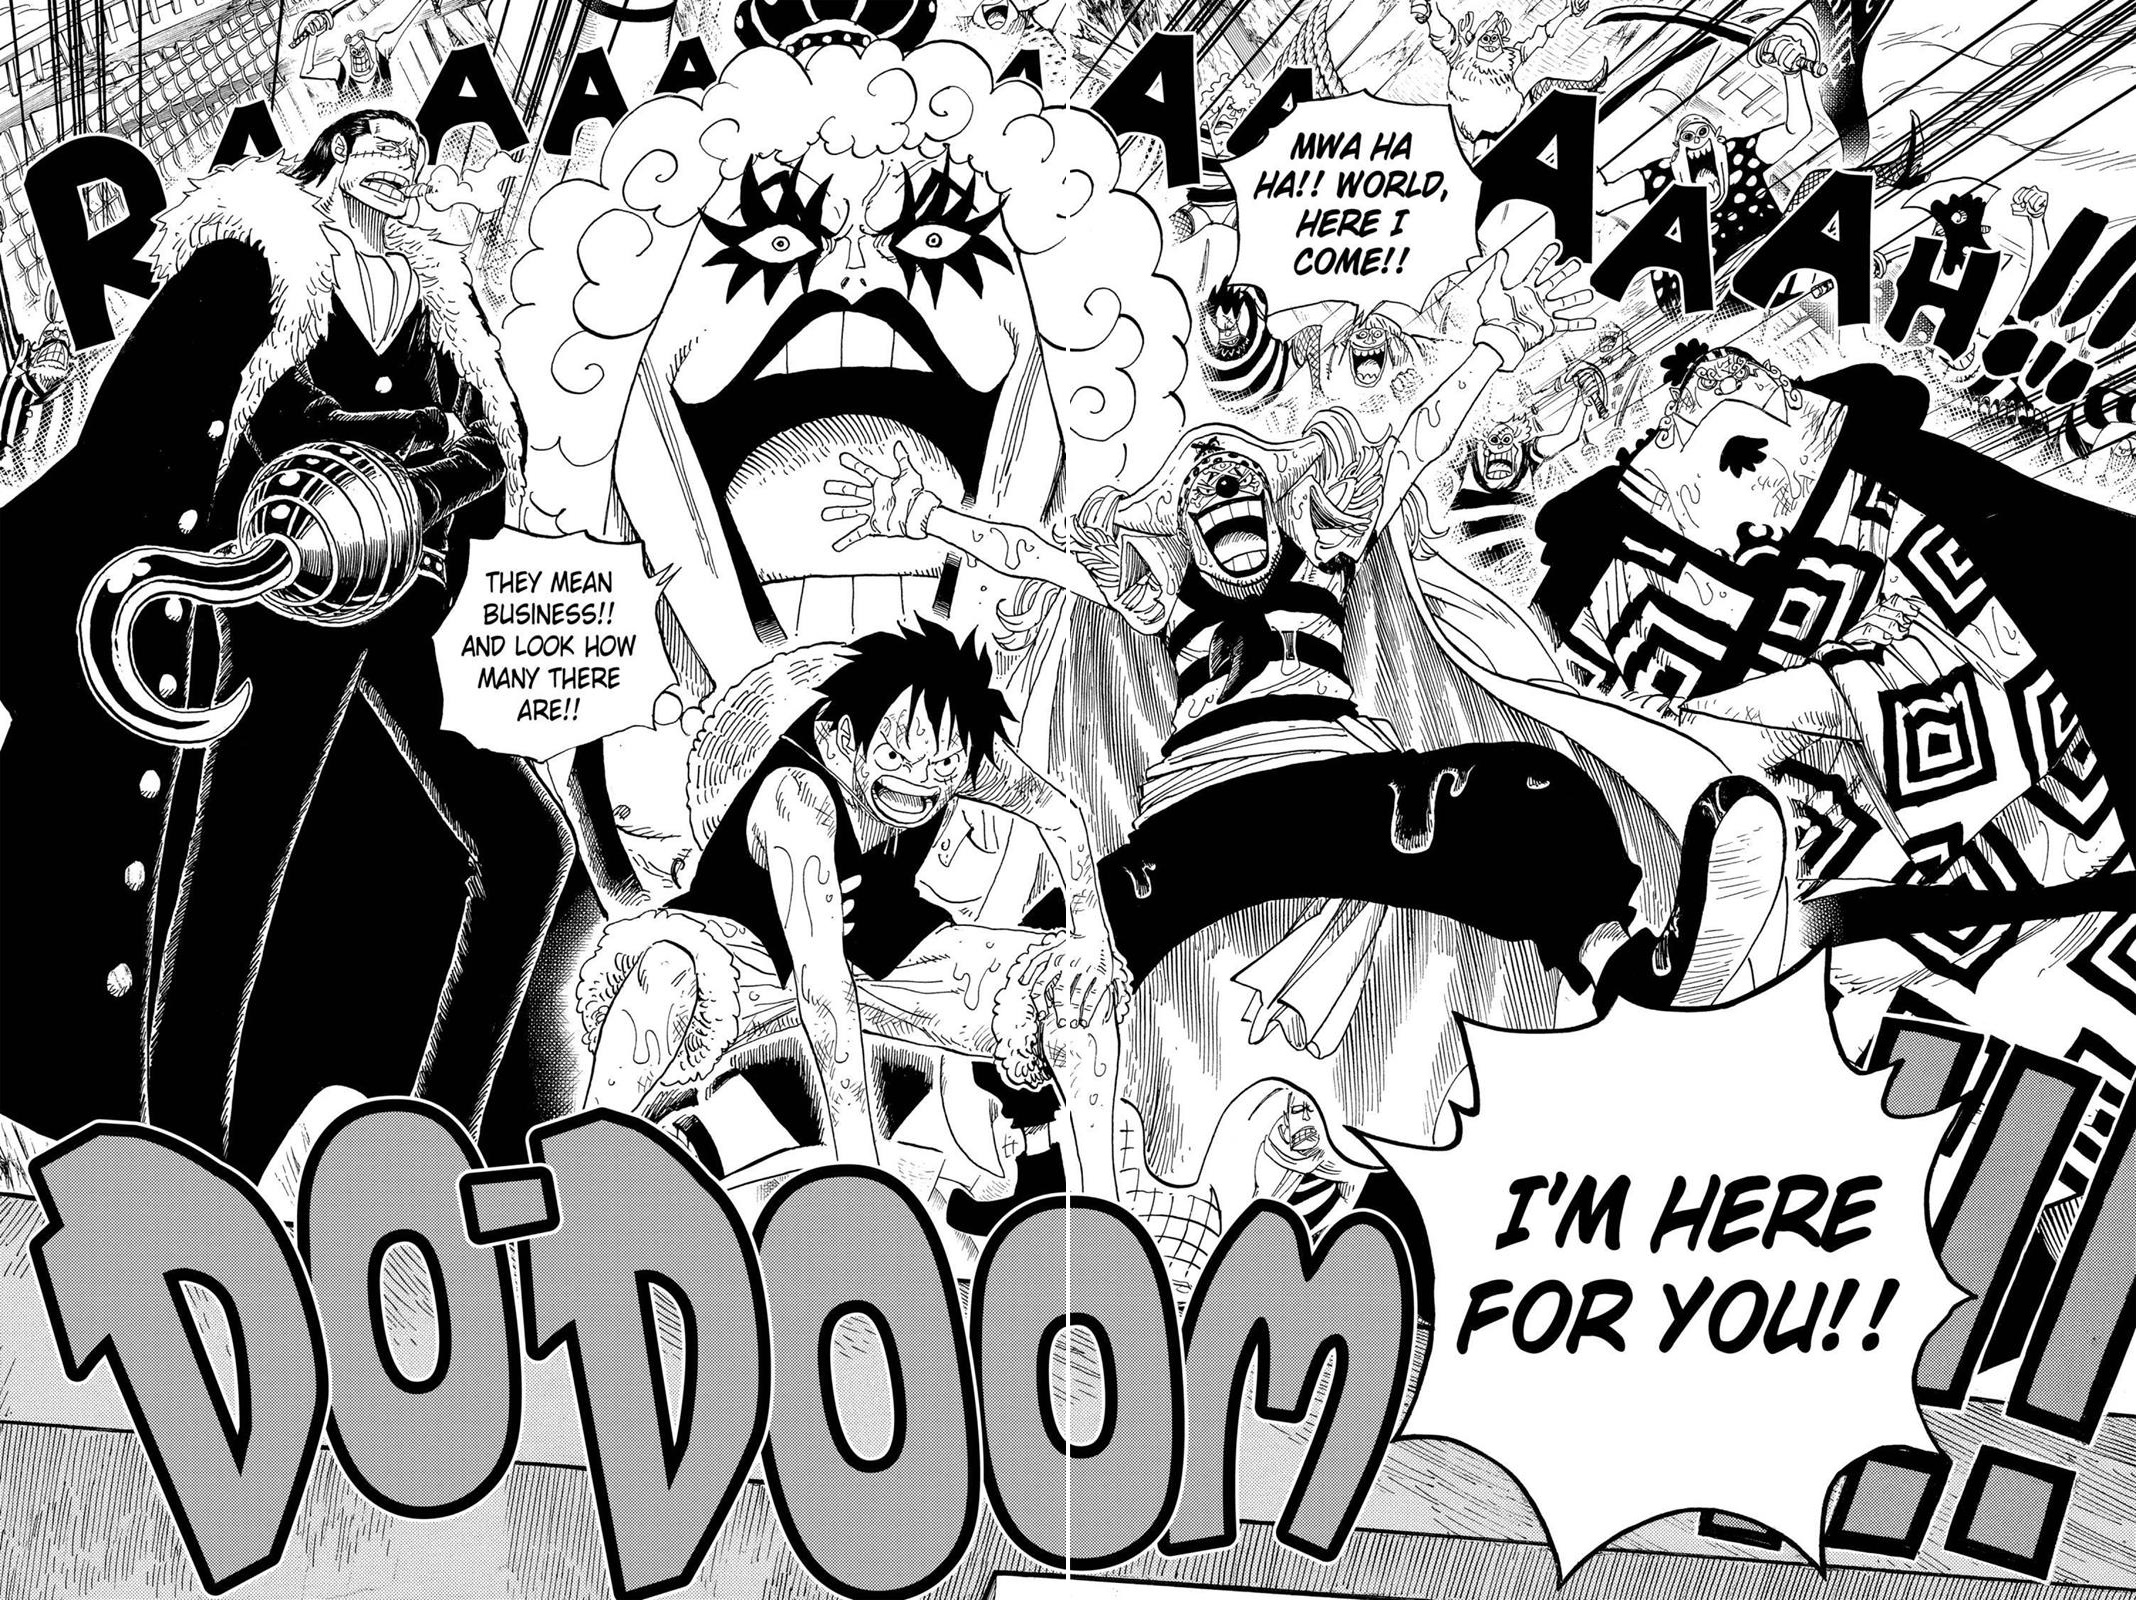 RAAAAAAAAAAAH!!!
MWA HA
HA!! WORLD,
HERE I
COME!!
THEY MEAN
BUSINESS!!
AND LOOK HOW
MANY THERE
ARE!!
I'M HERE
FOR YOU!!
DO-DOOM!!